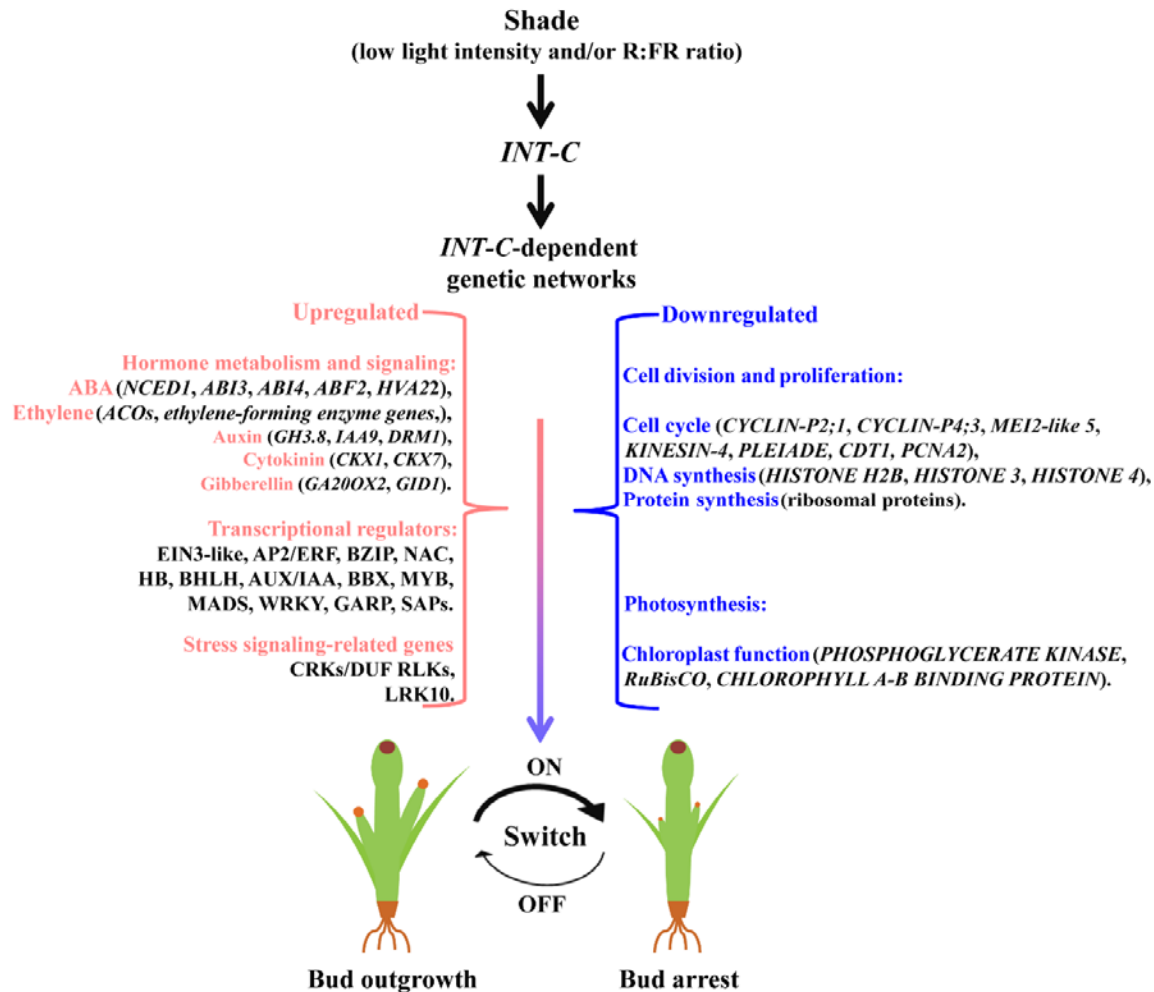 Shade
(low light intensity and/or R:FR ratio)
INT-C
INT-C-dependent
genetic networks
Upregulated
Hormone metabolism and signaling:
ABA (NCED1, ABI3, ABI4, ABF2, HVA22),
Ethylene (ACOs, ethylene-forming enzyme genes,),
Auxin (GH3.8, IAA9, DRM1),
Cytokinin (CKX1, CKX7),
Gibberellin (GA20OX2, GID1).
Transcriptional regulators:
EIN3-like, AP2/ERF, BZIP, NAC,
HB, BHLH, AUX/IAA, BBX, MYB,
MADS, WRKY, GARP, SAPs.
Stress signaling-related genes
CRKs/DUF RLKs,
LRK10.
Downregulated
Cell division and proliferation:
Cell cycle (CYCLIN-P2;1, CYCLIN-P4;3, MEI2-like 5,
KINESIN-4, PLEIADE, CDT1, PCNA2),
DNA synthesis (HISTONE H2B, HISTONE 3, HISTONE 4),
Protein synthesis (ribosomal proteins).
Photosynthesis:
Chloroplast function (PHOSPHOGLYCERATE KINASE,
RuBisCO, CHLOROPHYLL A-B BINDING PROTEIN).
ON
Switch
OFF
Bud outgrowth
Bud arrest